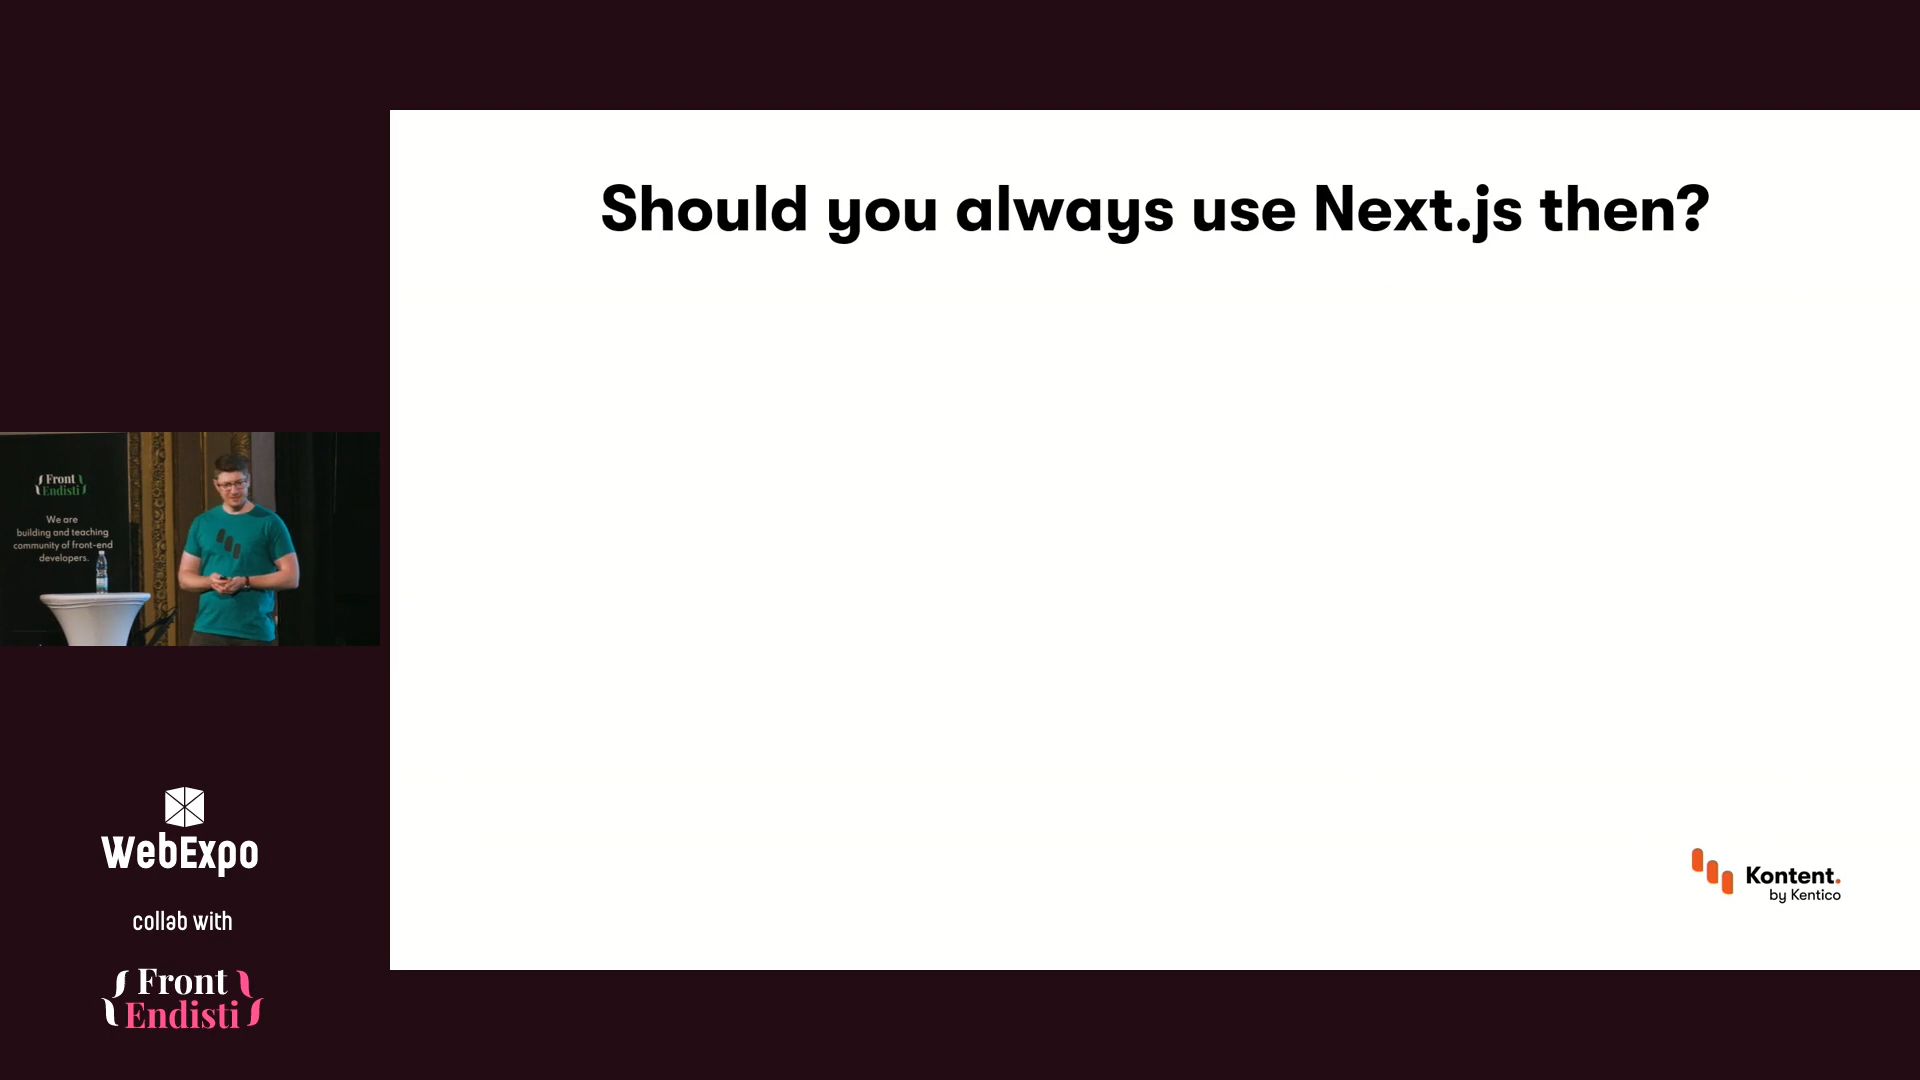 Should you always use Next.js then?
{Front
Endisti}
We are
building and teaching
community of front-end
developers.
WebExpo
collab with
{Front}
{Endisti}
Kontent.
by Kentico